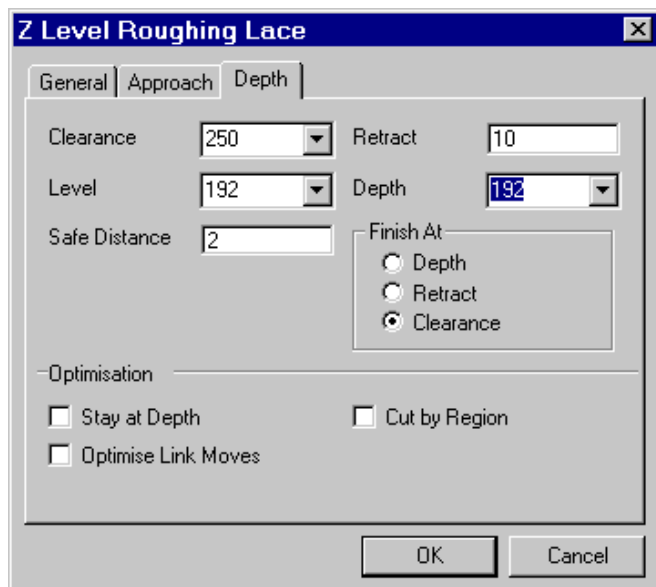 Z Level Roughing Lace
General Approach Depth
Clearance 250 Retract 10
Level 192 Depth 192
Safe Distance 2
Finish At
Depth
Retract
Clearance
Optimisation
Stay at Depth Cut by Region
Optimise Link Moves
OK Cancel